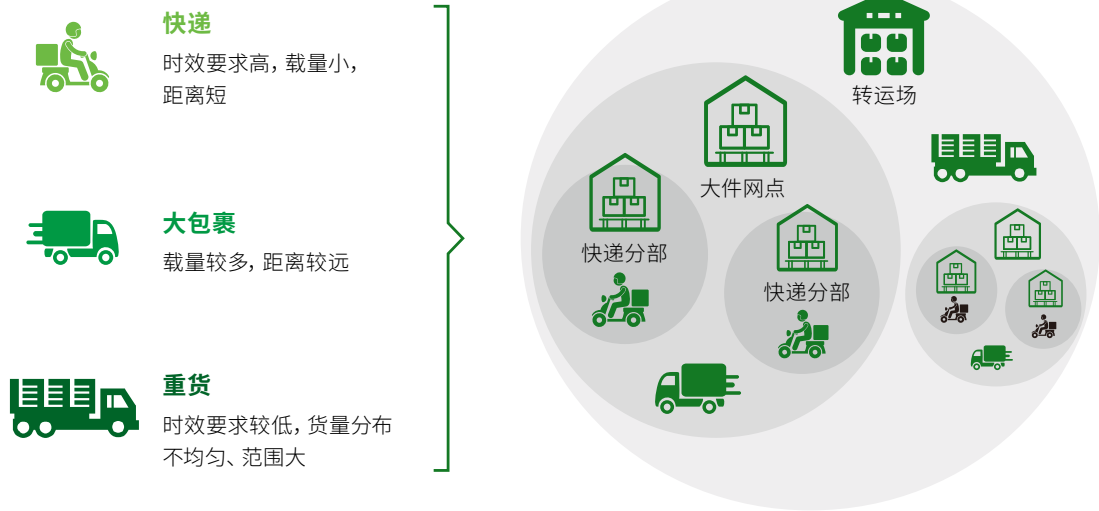 快递
时效要求高，载量小，
距离短
大包裹
载量较多，距离较远
重货
时效要求较低，货量分布
不均匀、范围大
转运场
大件网点
快递分部
快递分部